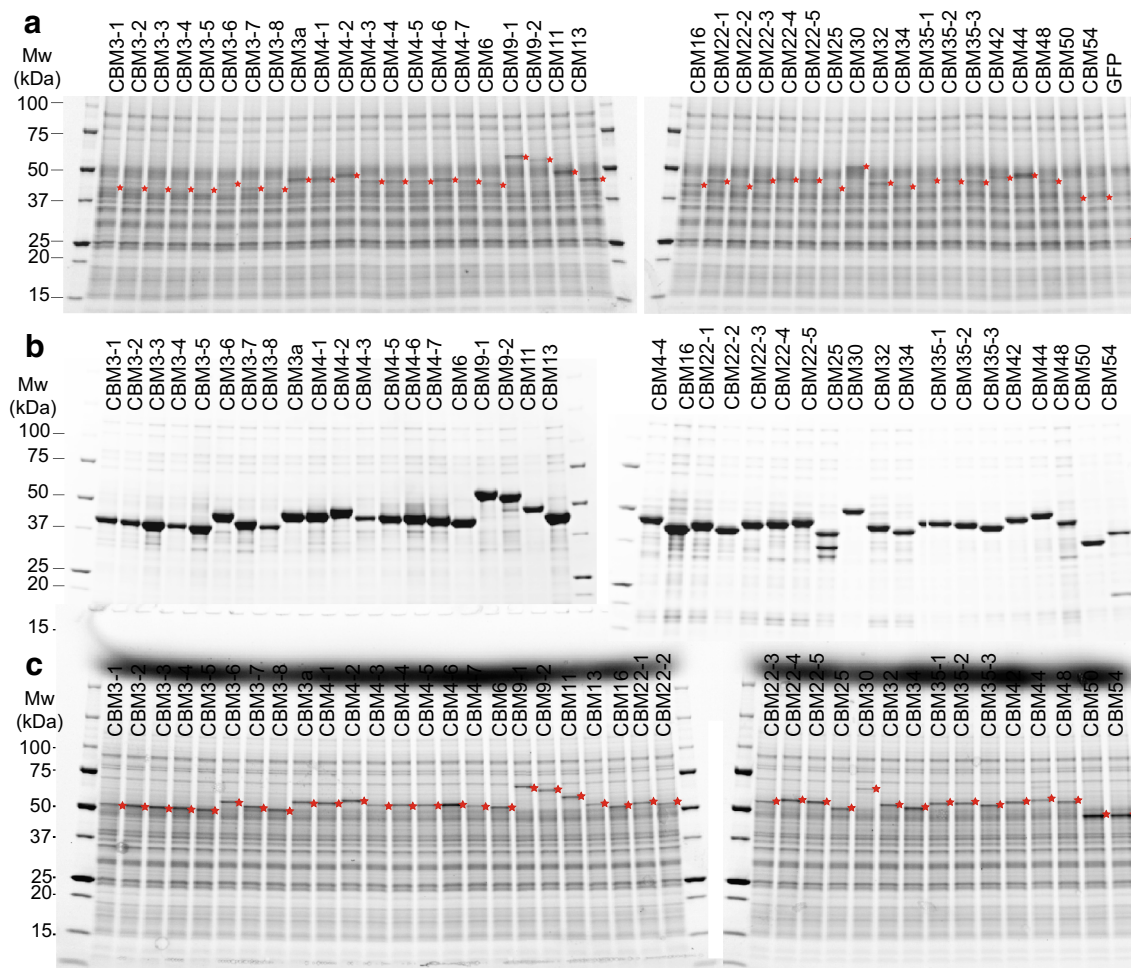 a
Mw
(kDa)
CBM3-1 CBM3-2 CBM3-3 CBM3-4 CBM3-5 CBM3-6 CBM3-7 CBM3-8 CBM3a CBM4-1 CBM4-2 CBM4-3 CBM4-4 CBM4-5 CBM4-6 CBM4-7 CBM6 CBM9-1 CBM9-2 CBM11 CBM13
CBM16 CBM22-1 CBM22-2 CBM22-3 CBM22-4 CBM22-5 CBM25 CBM30 CBM32 CBM34 CBM35-1 CBM35-2 CBM35-3 CBM42 CBM44 CBM48 CBM50 CBM54 GFP
100
75
50
37
25
20
15
b
Mw
(kDa)
CBM3-1 CBM3-2 CBM3-3 CBM3-4 CBM3-5 CBM3-6 CBM3-7 CBM3-8 CBM3a CBM4-1 CBM4-2 CBM4-3 CBM4-5 CBM4-6 CBM4-7 CBM6 CBM9-1 CBM9-2 CBM11 CBM13
CBM4-4 CBM16 CBM22-1 CBM22-2 CBM22-3 CBM22-4 CBM22-5 CBM25 CBM30 CBM32 CBM34 CBM35-1 CBM35-2 CBM35-3 CBM42 CBM44 CBM48 CBM50 CBM54
100
75
50
37
25
20
15
c
Mw
(kDa)
CBM3-1 CBM3-2 CBM3-3 CBM3-4 CBM3-5 CBM3-6 CBM3-7 CBM3-8 CBM3a CBM4-1 CBM4-2 CBM4-3 CBM4-4 CBM4-5 CBM4-6 CBM4-7 CBM6 CBM9-1 CBM9-2 CBM11 CBM13 CBM16 CBM22-1 CBM22-2
CBM22-3 CBM22-4 CBM22-5 CBM25 CBM30 CBM32 CBM34 CBM35-1 CBM35-2 CBM35-3 CBM42 CBM44 CBM48 CBM50 CBM54
100
75
50
37
25
20
15